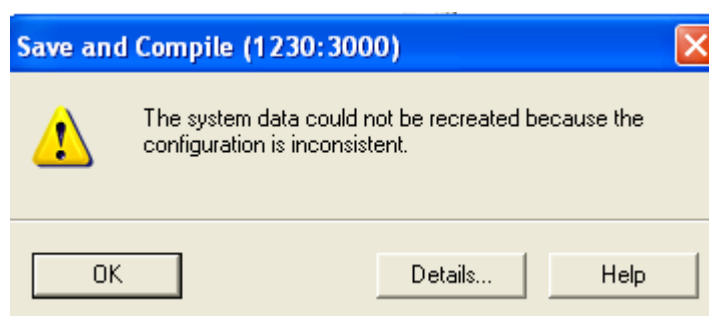 Save and Compile (1230:3000)
The system data could not be recreated because the
configuration is inconsistent.
OK
Details...
Help